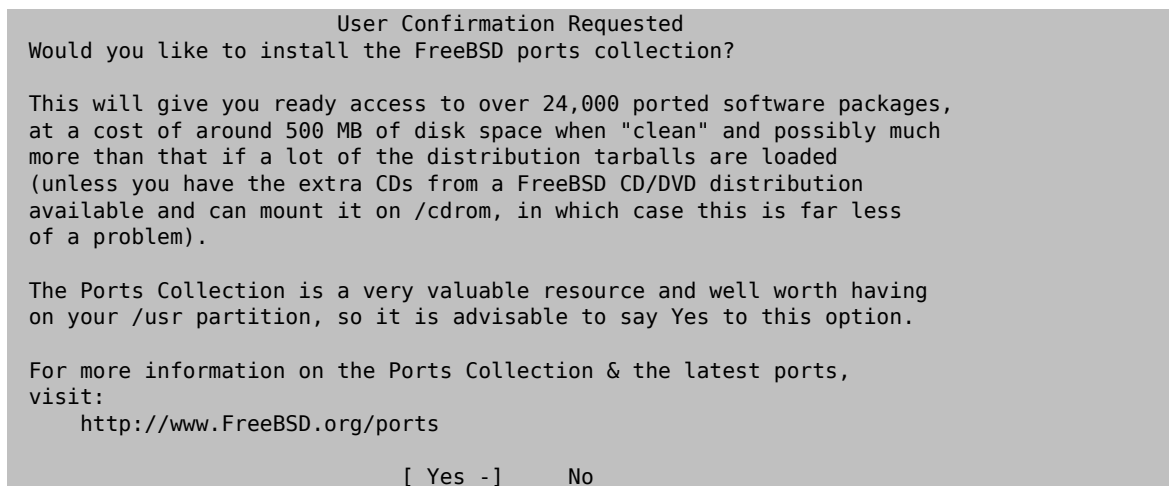 User Confirmation Requested
Would you like to install the FreeBSD ports collection?
This will give you ready access to over 24,000 ported software packages,
at a cost of around 500 MB of disk space when "clean" and possibly much
more than that if a lot of the distribution tarballs are loaded
(unless you have the extra CDs from a FreeBSD CD/DVD distribution
available and can mount it on /cdrom, in which case this is far less
of a problem).
The Ports Collection is a very valuable resource and well worth having
on your /usr partition, so it is advisable to say Yes to this option.
For more information on the Ports Collection & the latest ports,
visit:
http://www.FreeBSD.org/ports
[ Yes -] No